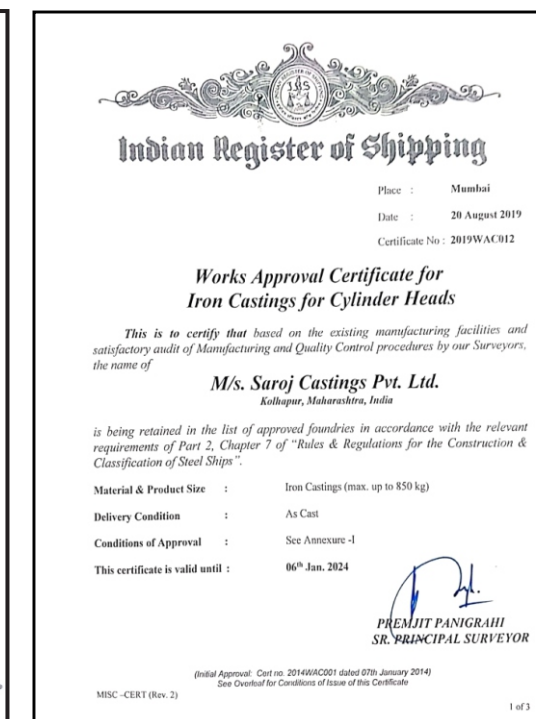 Indian Register of Shipping
Place : Mumbai
Date : 20 August 2019
Certificate No : 2019WAC012
Works Approval Certificate for
Iron Castings for Cylinder Heads
This is to certify that based on the existing manufacturing facilities and
satisfactory audit of Manufacturing and Quality Control procedures by our Surveyors,
the name of
M/s. Saroj Castings Pvt. Ltd.
Kolhapur, Maharashtra, India
is being retained in the list of approved foundries in accordance with the relevant
requirements of Part 2, Chapter 7 of "Rules & Regulations for the Construction &
Classification of Steel Ships".
Material & Product Size : Iron Castings (max. up to 850 kg)
Delivery Condition : As Cast
Conditions of Approval : See Annexure -I
This certificate is valid until : 06th Jan. 2024
PREMJIT PANIGRAHI
SR. PRINCIPAL SURVEYOR
(Initial Approval: Cert no. 2014WAC001 dated 07th January 2014)
See Overleaf for Conditions of Issue of this Certificate
MISC -CERT (Rev. 2)
1 of 3